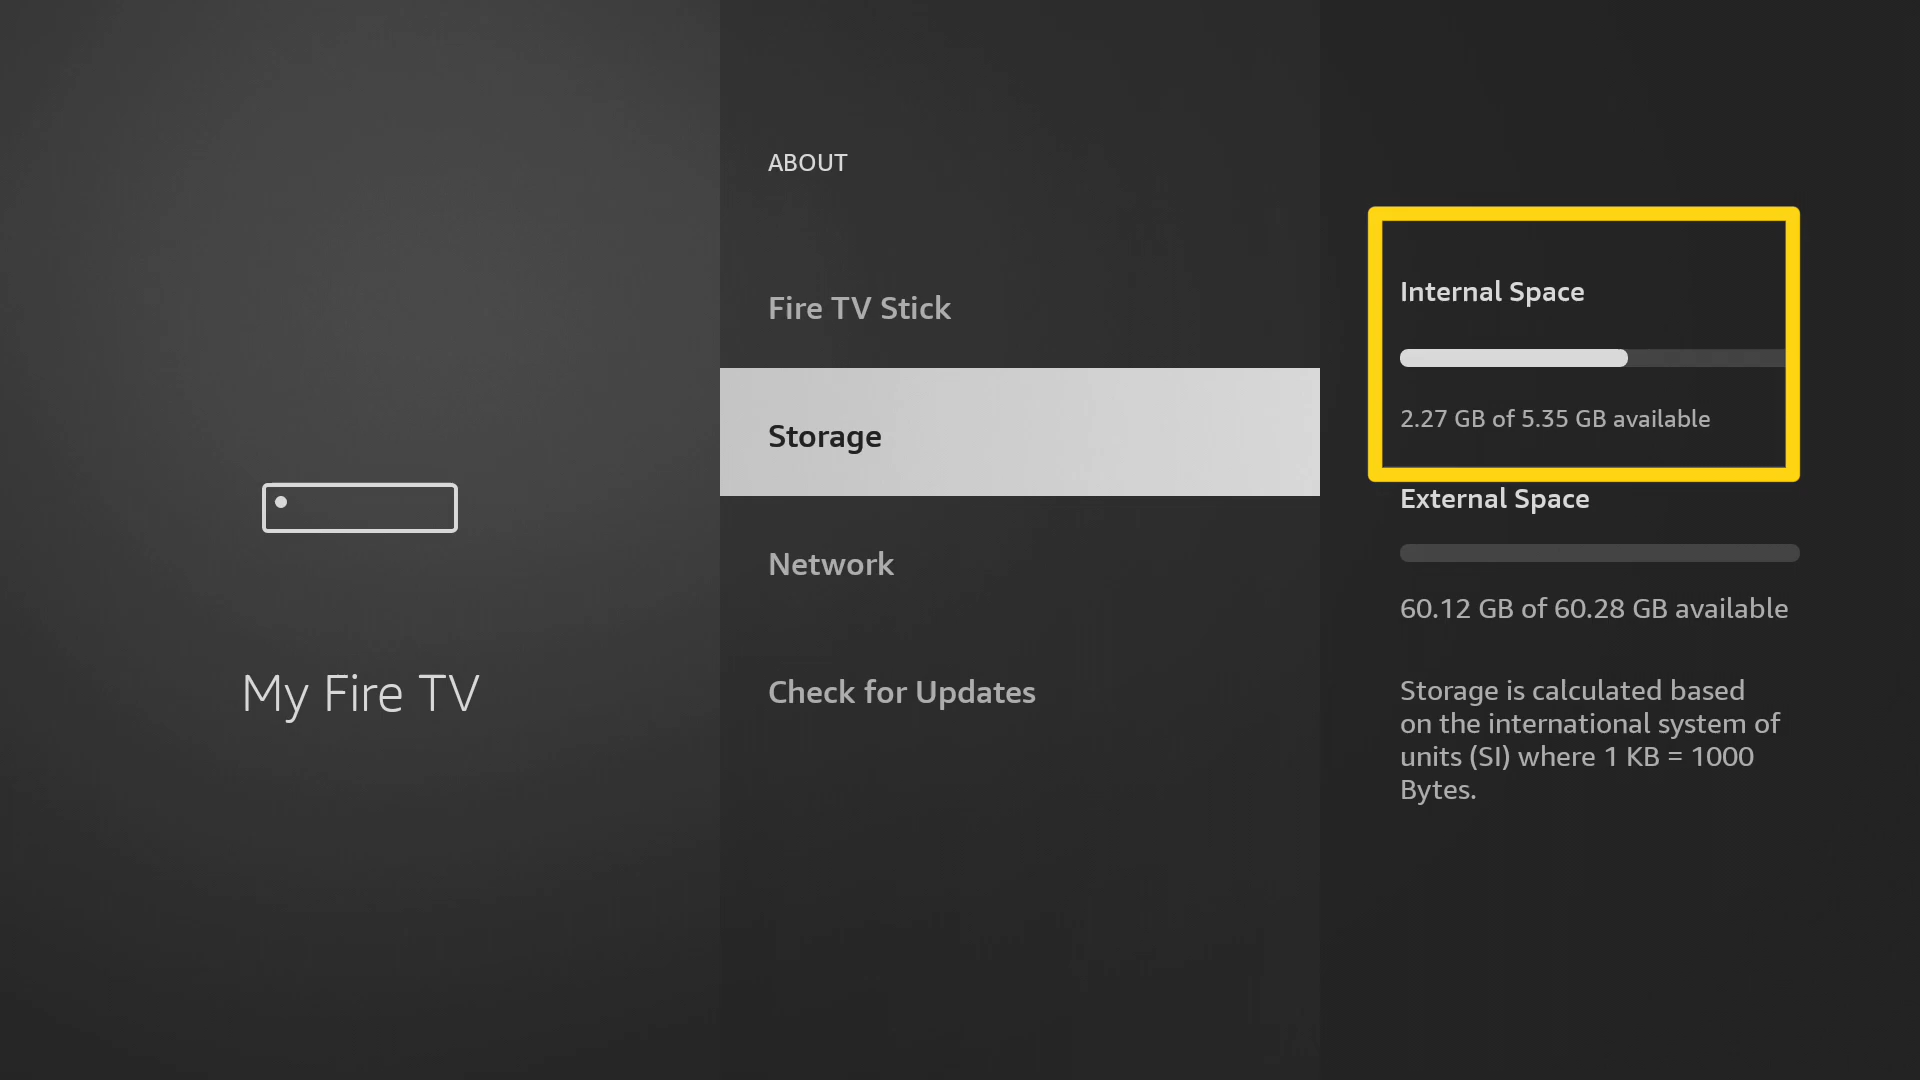 My Fire TV
ABOUT
Fire TV Stick
Storage
Network
Check for Updates
Internal Space
2.27 GB of 5.35 GB available
External Space
60.12 GB of 60.28 GB available
Storage is calculated based
on the international system of
units (SI) where 1 KB = 1000
Bytes.